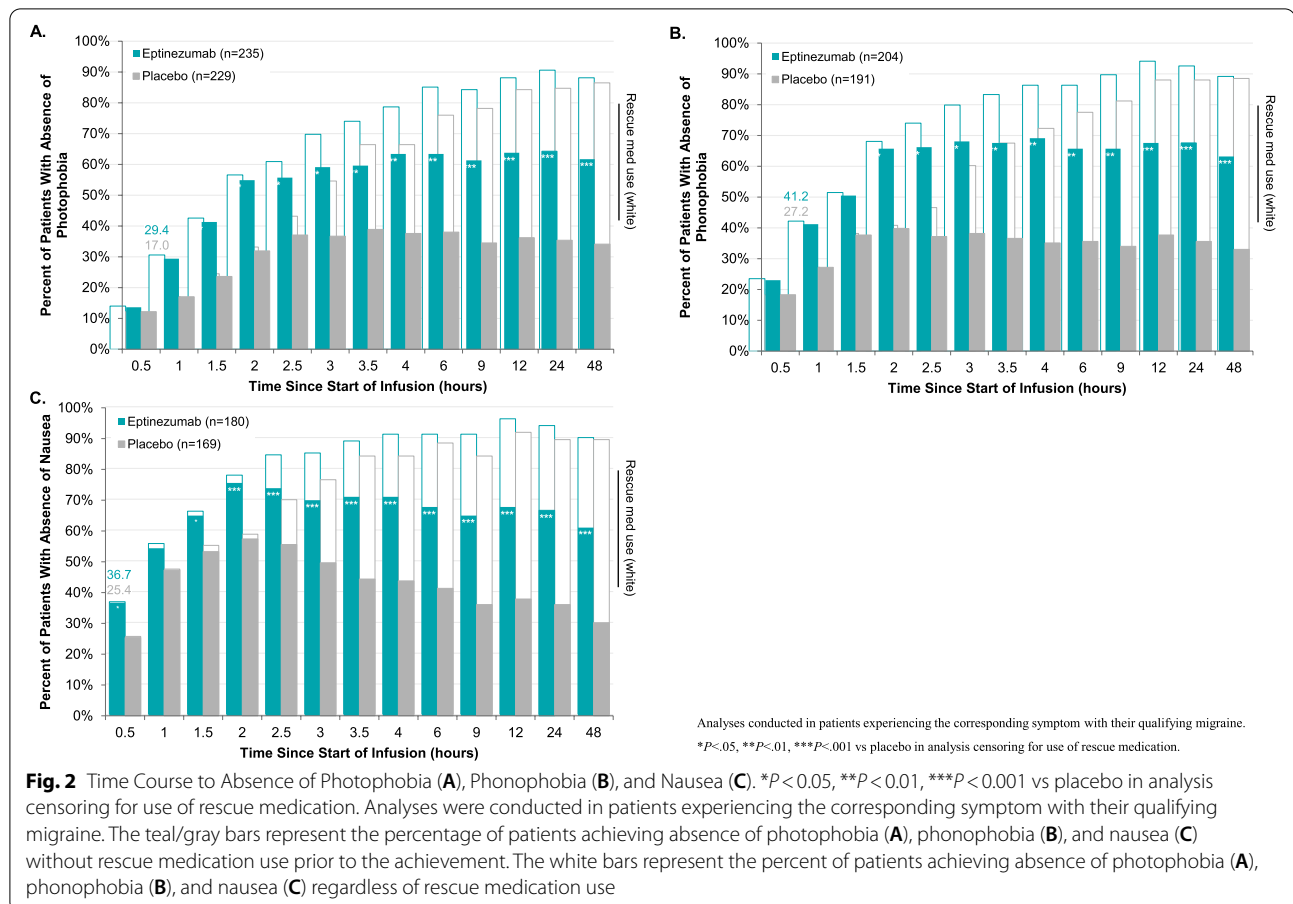 A.
100%
90%
80%
70%
60%
50%
40%
30%
20%
10%
0%
Percent of Patients With Absence of
Photophobia
Eptinezumab (n=235)
Placebo (n=229)
29.4
17.0
* ** ** *** *** ***
0.5 1 1.5 2 2.5 3 3.5 4 6 9 12 24 48
Time Since Start of Infusion (hours)
Rescue med use (white)
B.
100%
90%
80%
70%
60%
50%
40%
30%
20%
10%
0%
Percent of Patients With Absence of
Phonophobia
Eptinezumab (n=204)
Placebo (n=191)
41.2
27.2
* * * ** ** ** *** *** ***
0.5 1 1.5 2 2.5 3 3.5 4 6 9 12 24 48
Time Since Start of Infusion (hours)
Rescue med use (white)
C.
100%
90%
80%
70%
60%
50%
40%
30%
20%
10%
0%
Percent of Patients With Absence of Nausea
Eptinezumab (n=180)
Placebo (n=169)
36.7
25.4
* * *** *** *** *** *** *** *** *** *** ***
0.5 1 1.5 2 2.5 3 3.5 4 6 9 12 24 48
Time Since Start of Infusion (hours)
Rescue med use (white)
Analyses conducted in patients experiencing the corresponding symptom with their qualifying migraine.
*P<.05, **P<.01, ***P<.001 vs placebo in analysis censoring for use of rescue medication.
Fig. 2 Time Course to Absence of Photophobia (A), Phonophobia (B), and Nausea (C). *P < 0.05, **P < 0.01, ***P < 0.001 vs placebo in analysis
censoring for use of rescue medication. Analyses were conducted in patients experiencing the corresponding symptom with their qualifying
migraine. The teal/gray bars represent the percentage of patients achieving absence of photophobia (A), phonophobia (B), and nausea (C)
without rescue medication use prior to the achievement. The white bars represent the percent of patients achieving absence of photophobia (A),
phonophobia (B), and nausea (C) regardless of rescue medication use